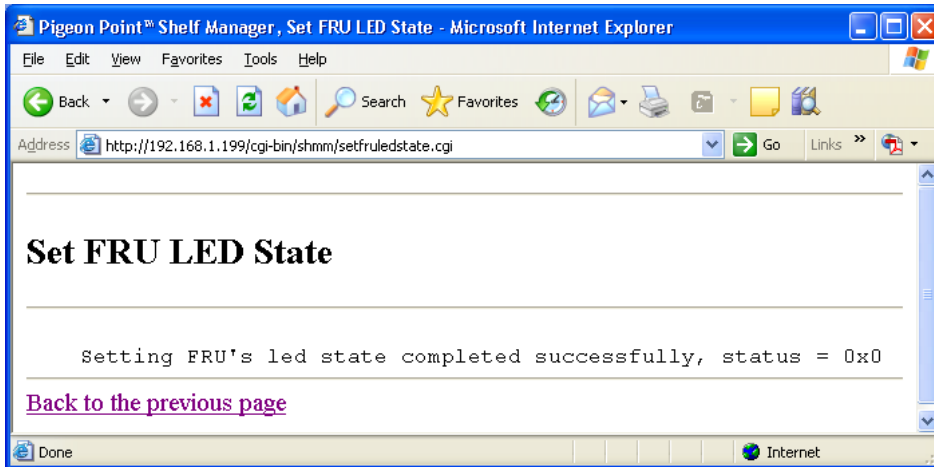 Pigeon Point™ Shelf Manager, Set FRU LED State - Microsoft Internet Explorer
File Edit View Favorites Tools Help
Back Search Favorites
Address http://192.168.1.199/cgi-bin/shmm/setfruledstate.cgi Go Links »
Set FRU LED State
Setting FRU's led state completed successfully, status = 0x0
Back to the previous page
Done Internet